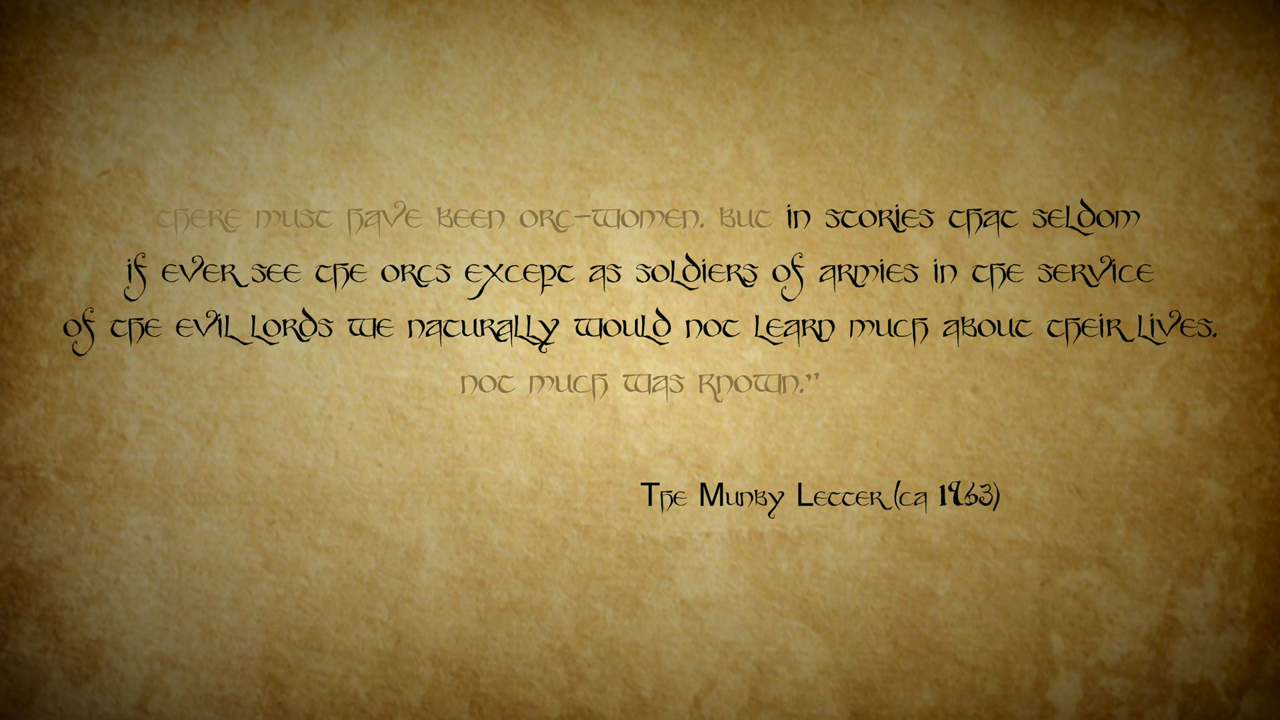 there must have been orc-women. But in stories that seldom
if ever see the orcs except as soldiers of armies in the service
of the evil lords we naturally would not learn much about their lives.
not much was known.”
The Munby Letter (ca 1963)